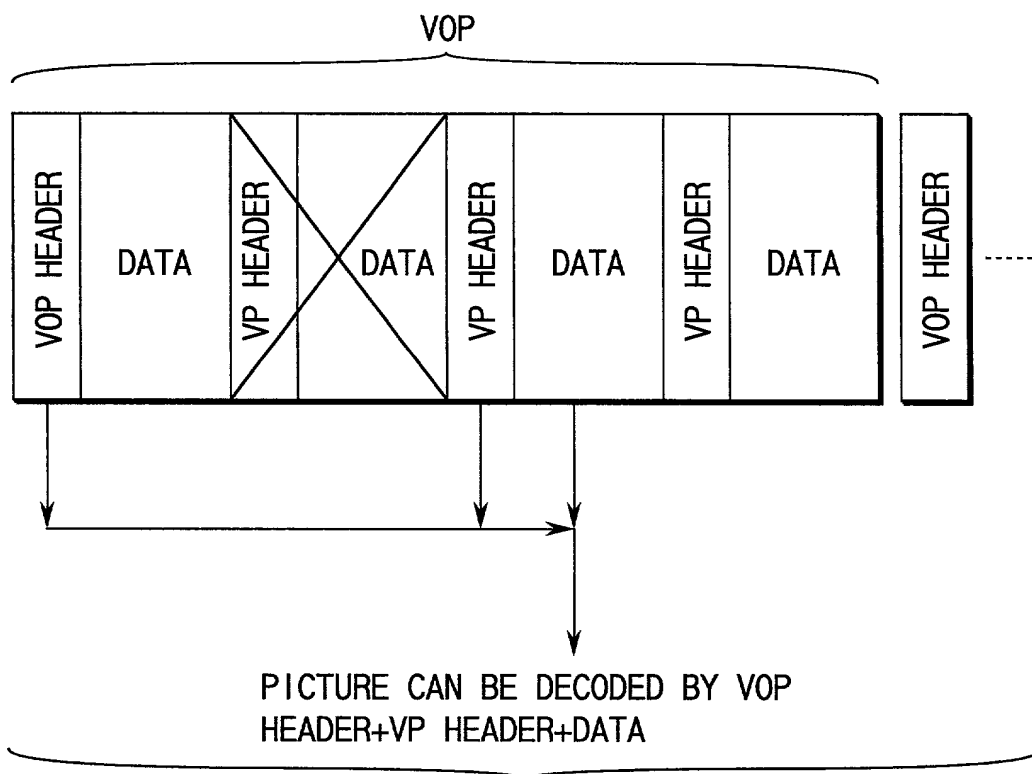 VOP
VOP HEADER
DATA
VP HEADER
DATA
VP HEADER
DATA
VP HEADER
DATA
VOP HEADER
PICTURE CAN BE DECODED BY VOP
HEADER+VP HEADER+DATA